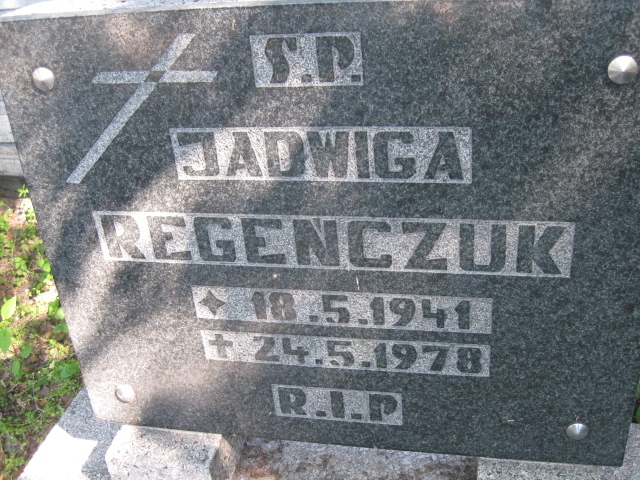 Ś.P.
JADWIGA
REGENCZUK
✦ 18.5.1941
✝ 24.5.1978
R.I.P